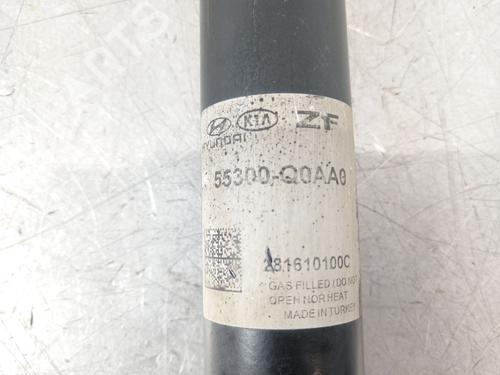 HYUNDAI KIA ZF
55300-Q0AA0
281610100C
GAS FILLED / DO NOT
OPEN NOR HEAT
MADE IN TURKEY